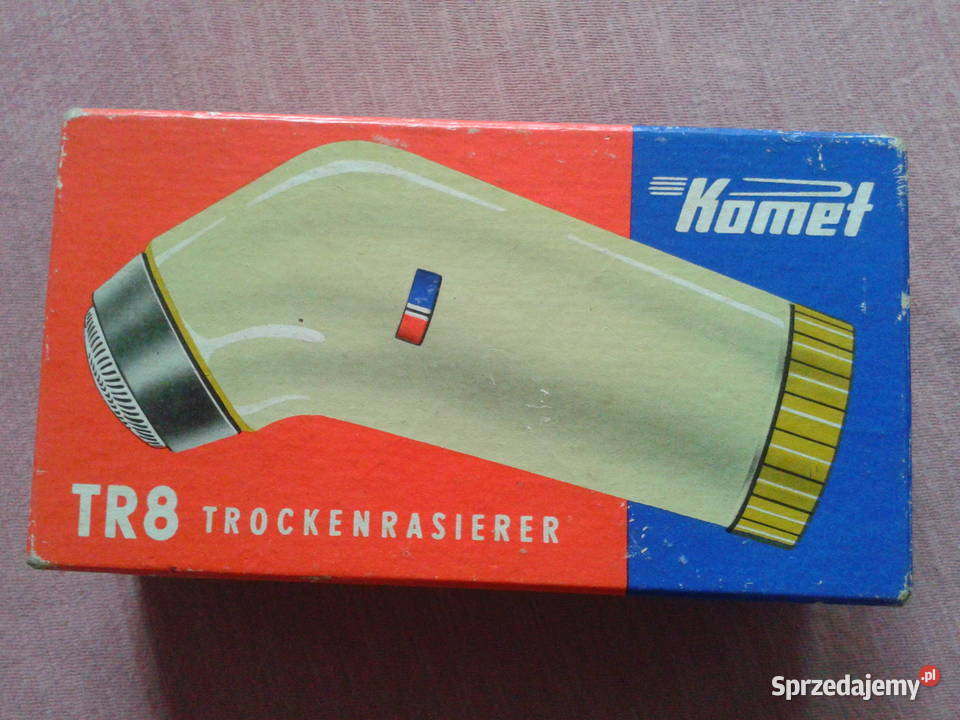 Komet
TR8 TROCKENRASIERER
Sprzedajemy.pl